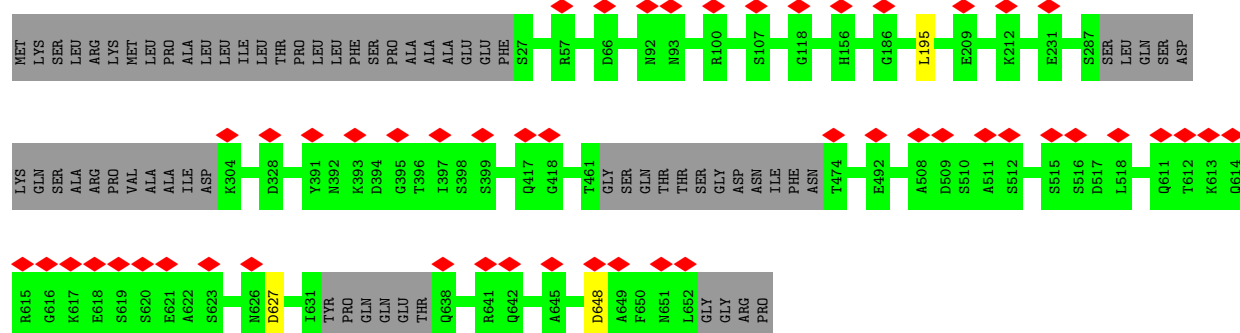 MET LYS SER LEU ARG LYS MET LEU PRO ALA LEU LEU ILE LEU THR PRO LEU LEU PHE SER PRO ALA ALA ALA GLU GLU PHE S27 R57 D66 N92 N93 R100 S107 G118 H156 G186 L195 E209 K212 E231 S287 SER LEU GLN SER ASP
LYS GLN SER ALA ARG PRO VAL ALA ALA ILE ASP K304 D328 Y391 N392 K393 D394 G395 T396 I397 S398 S399 Q417 G418 T461 GLY SER GLN THR THR SER GLY ASP ASN ILE PHE ASN T474 E492 A508 D509 S510 A511 S512 S515 S516 D517 L518 Q611 T612 K613 Q614
R615 G616 K617 E618 S619 S620 E621 A622 S623 N626 D627 I631 TYR PRO GLN GLN GLU THR Q638 R641 Q642 A645 D648 A649 F650 N651 L652 GLY GLY ARG PRO